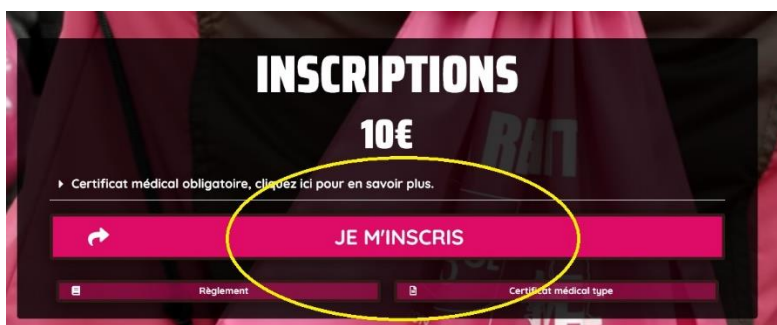 INSCRIPTIONS
10€
Certificat médical obligatoire, cliquez ici pour en savoir plus.
JE M'INSCRIS
Règlement
Certificat médical type